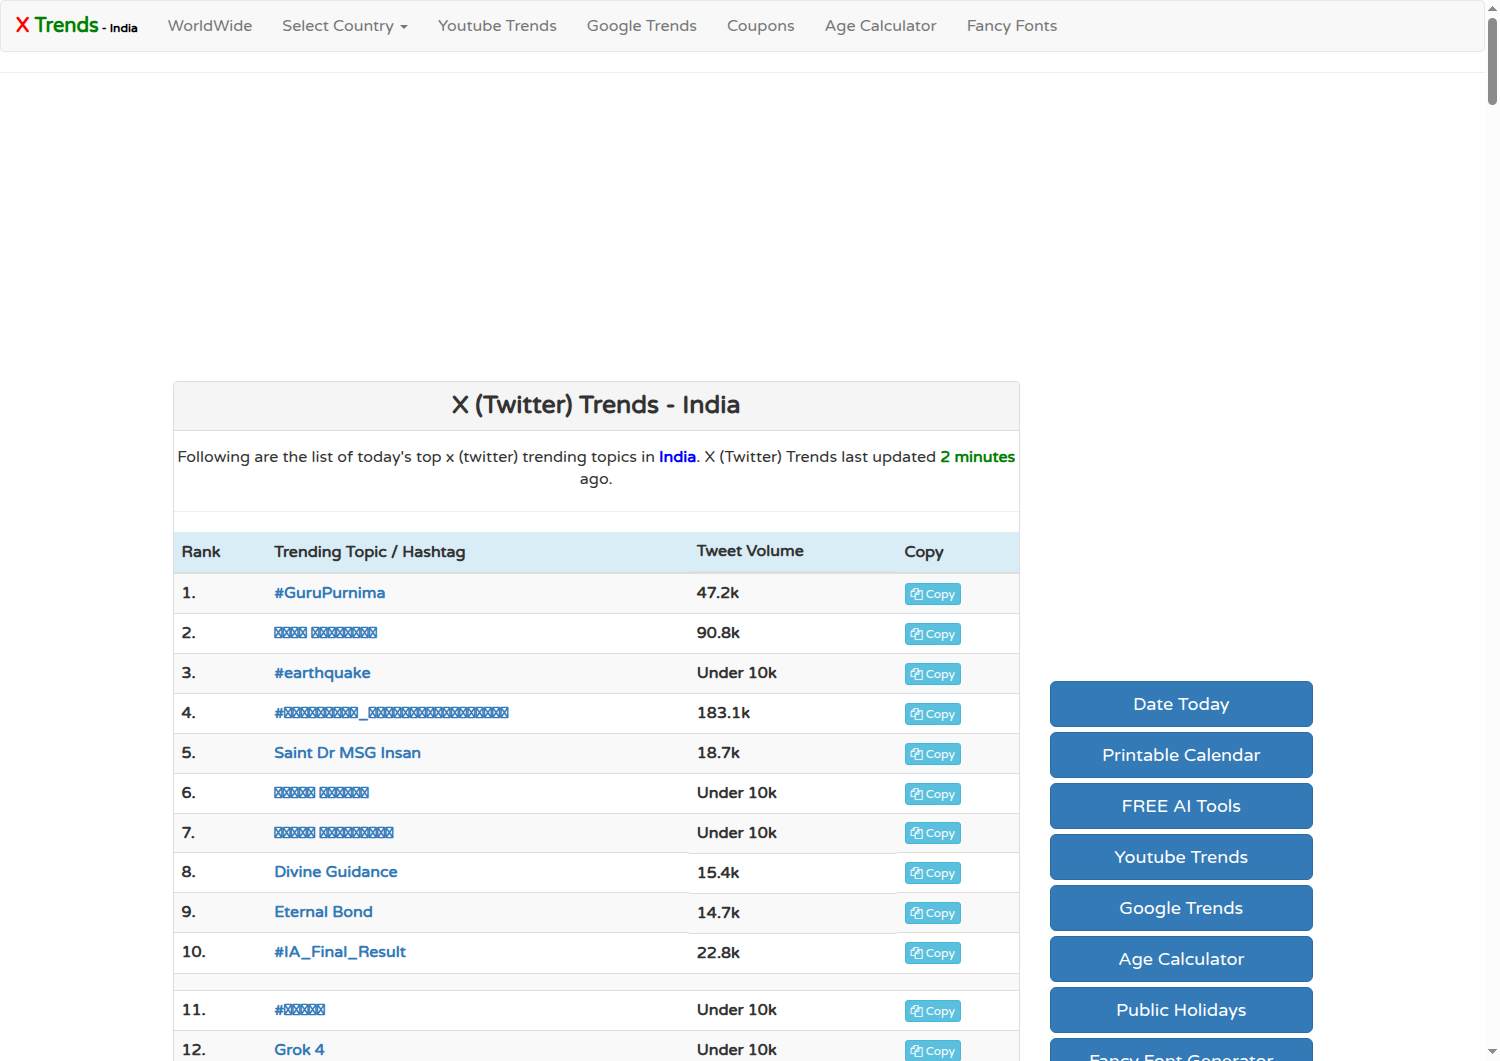 X Trends - India WorldWide Select Country Youtube Trends Google Trends Coupons Age Calculator Fancy Fonts
X (Twitter) Trends - India
Following are the list of today's top x (twitter) trending topics in India. X (Twitter) Trends last updated 2 minutes
ago.
Rank Trending Topic / Hashtag Tweet Volume Copy
1. #GuruPurnima 47.2k Copy
2. 90.8k Copy
3. #earthquake Under 10k Copy
4. 183.1k Copy
5. Saint Dr MSG Insan 18.7k Copy
6. Under 10k Copy
7. Under 10k Copy
8. Divine Guidance 15.4k Copy
9. Eternal Bond 14.7k Copy
10. #IA_Final_Result 22.8k Copy
11. Under 10k Copy
12. Grok 4 Under 10k Copy
Date Today
Printable Calendar
FREE AI Tools
Youtube Trends
Google Trends
Age Calculator
Public Holidays
Fancy Font Generator